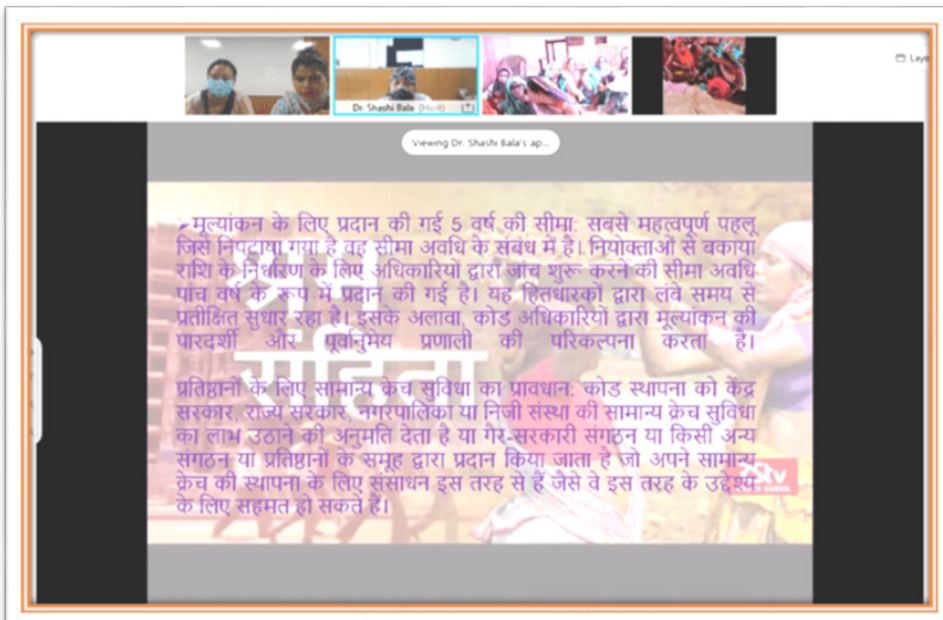 Layo
Dr. Shashi Bala (Host)
Viewing Dr. Shashi Bala's ap...
➢मूल्यांकन के लिए प्रदान की गई 5 वर्ष की सीमा: सबसे महत्वपूर्ण पहलू
जिसे निपटाया गया है वह सीमा अवधि के संबंध में है। नियोक्ताओं से बकाया
राशि के निर्धारण के लिए अधिकारियों द्वारा जांच शुरू करने की सीमा अवधि
पांच वर्ष के रूप में प्रदान की गई है। यह हितधारकों द्वारा लंबे समय से
प्रतीक्षित सुधार रहा है। इसके अलावा, कोड अधिकारियों द्वारा मूल्यांकन की
पारदर्शी और पूर्वानुमेय प्रणाली की परिकल्पना करता है।
प्रतिष्ठानों के लिए सामान्य क्रेच सुविधा का प्रावधान: कोड स्थापना को केंद्र
सरकार, राज्य सरकार, नगरपालिका या निजी संस्था की सामान्य क्रेच सुविधा
का लाभ उठाने की अनुमति देता है या गैर-सरकारी संगठन या किसी अन्य
संगठन या प्रतिष्ठानों के समूह द्वारा प्रदान किया जाता है जो अपने सामान्य
क्रेच की स्थापना के लिए संसाधन इस तरह से हैं जैसे वे इस तरह के उद्देश्य
के लिए सहमत हो सकते हैं।
श्रम
संहिता